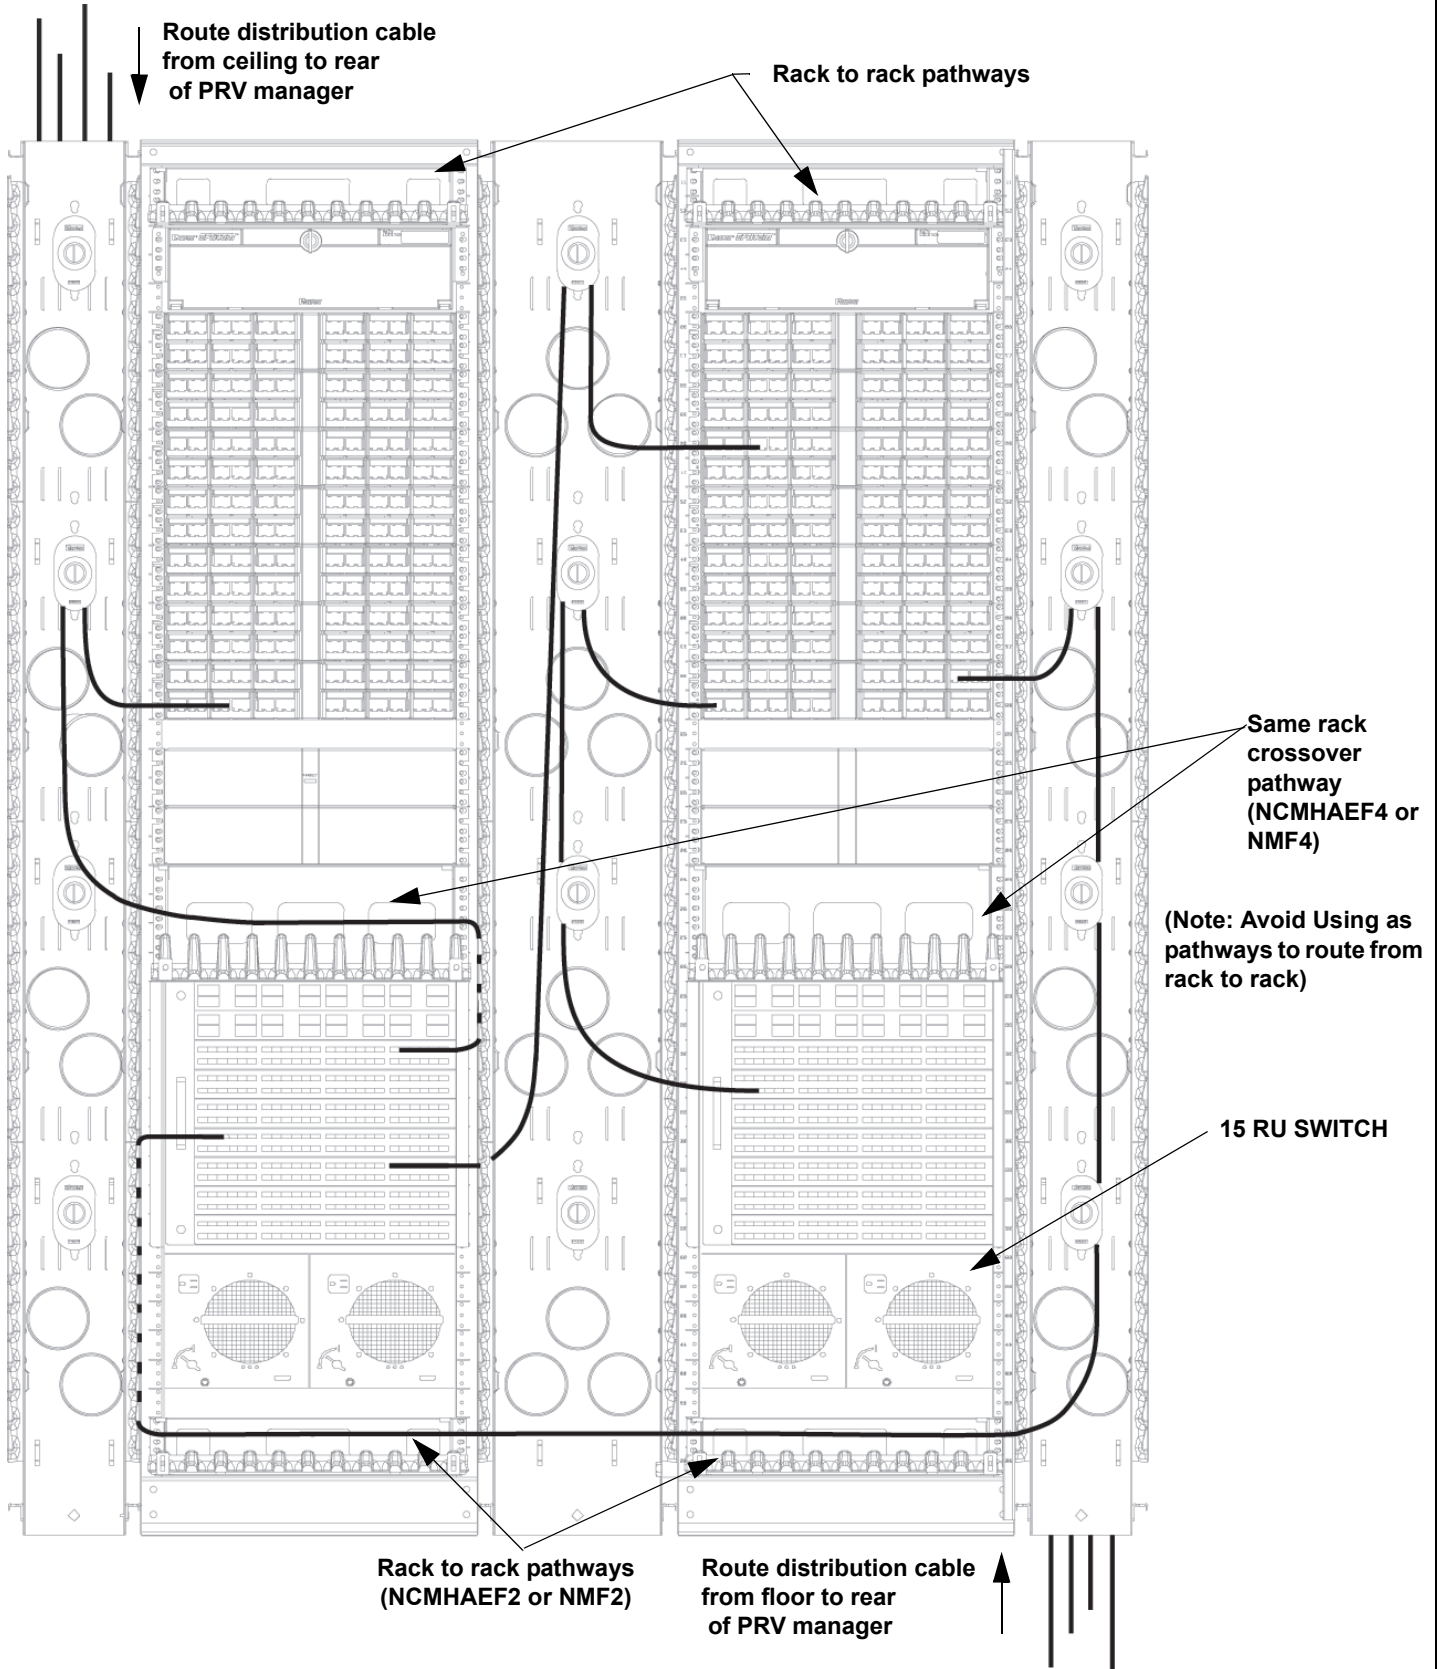 Route distribution cable
from ceiling to rear
of PRV manager
Rack to rack pathways
Same rack
crossover
pathway
(NCMHAEF4 or
NMF4)
(Note: Avoid Using as
pathways to route from
rack to rack)
15 RU SWITCH
Rack to rack pathways
(NCMHAEF2 or NMF2)
Route distribution cable
from floor to rear
of PRV manager